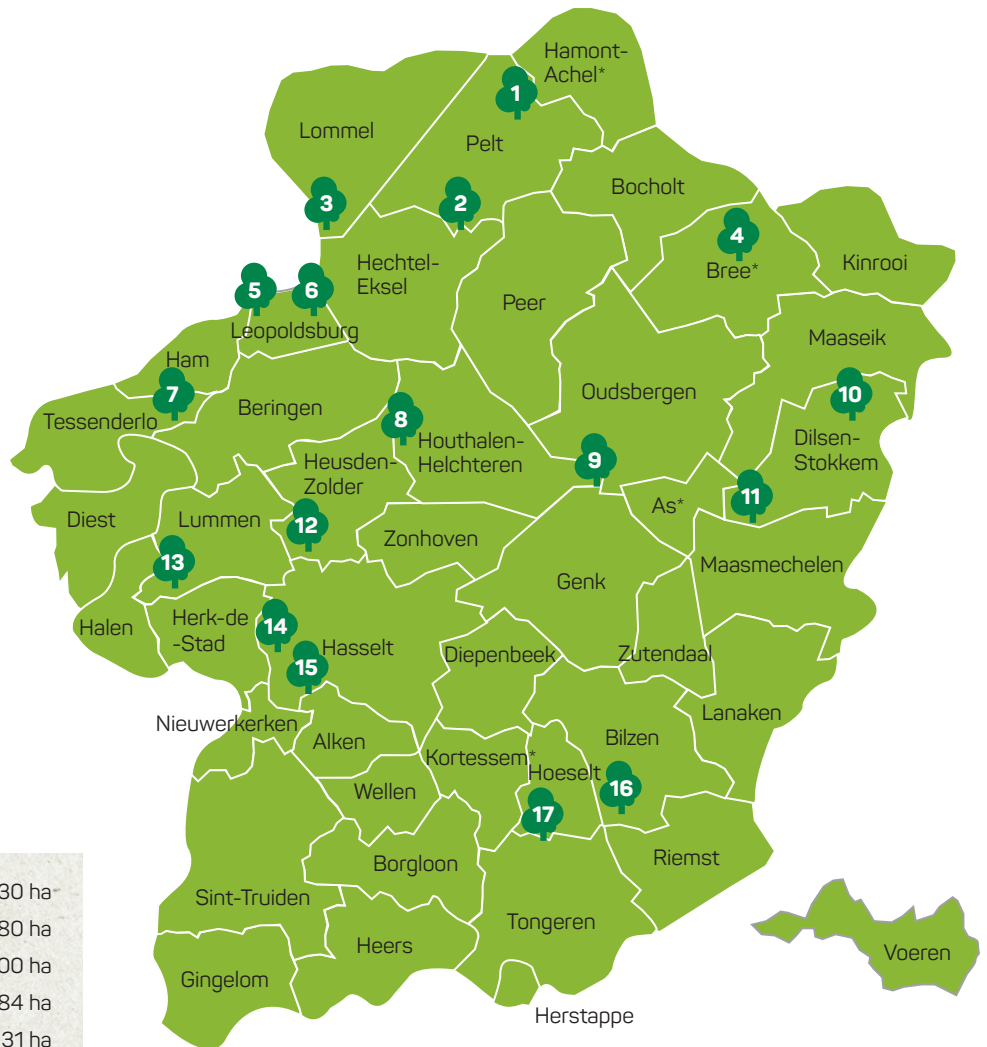 Hamont-
Achel*
1
Lommel
Pelt
Bocholt
3
2
4
Bree*
Kinrooi
Hechtel-
Eksel
5
6
Peer
Leopoldsburg
Maaseik
Ham
7
Oudsbergen
10
Tessenderlo
Beringen
8
Houthalen-
Helchteren
Dilsen-
Stokkem
Heusden-
Zolder
9
As*
11
Diest
Lummen
12
Zonhoven
13
Genk
Maasmechelen
Halen
Herk-de
-Stad
14
15
Hasselt
Diepenbeek
Zutendaal
Nieuwerkerken
Alken
Lanaken
Kortessem*
Bilzen
Hoeselt
Wellen
16
17
Borgloon
Riemst
30 ha
Sint-Truiden
80 ha
Tongeren
Heers
Voeren
00 ha
Gingelom
84 ha
Herstappe
31 ha